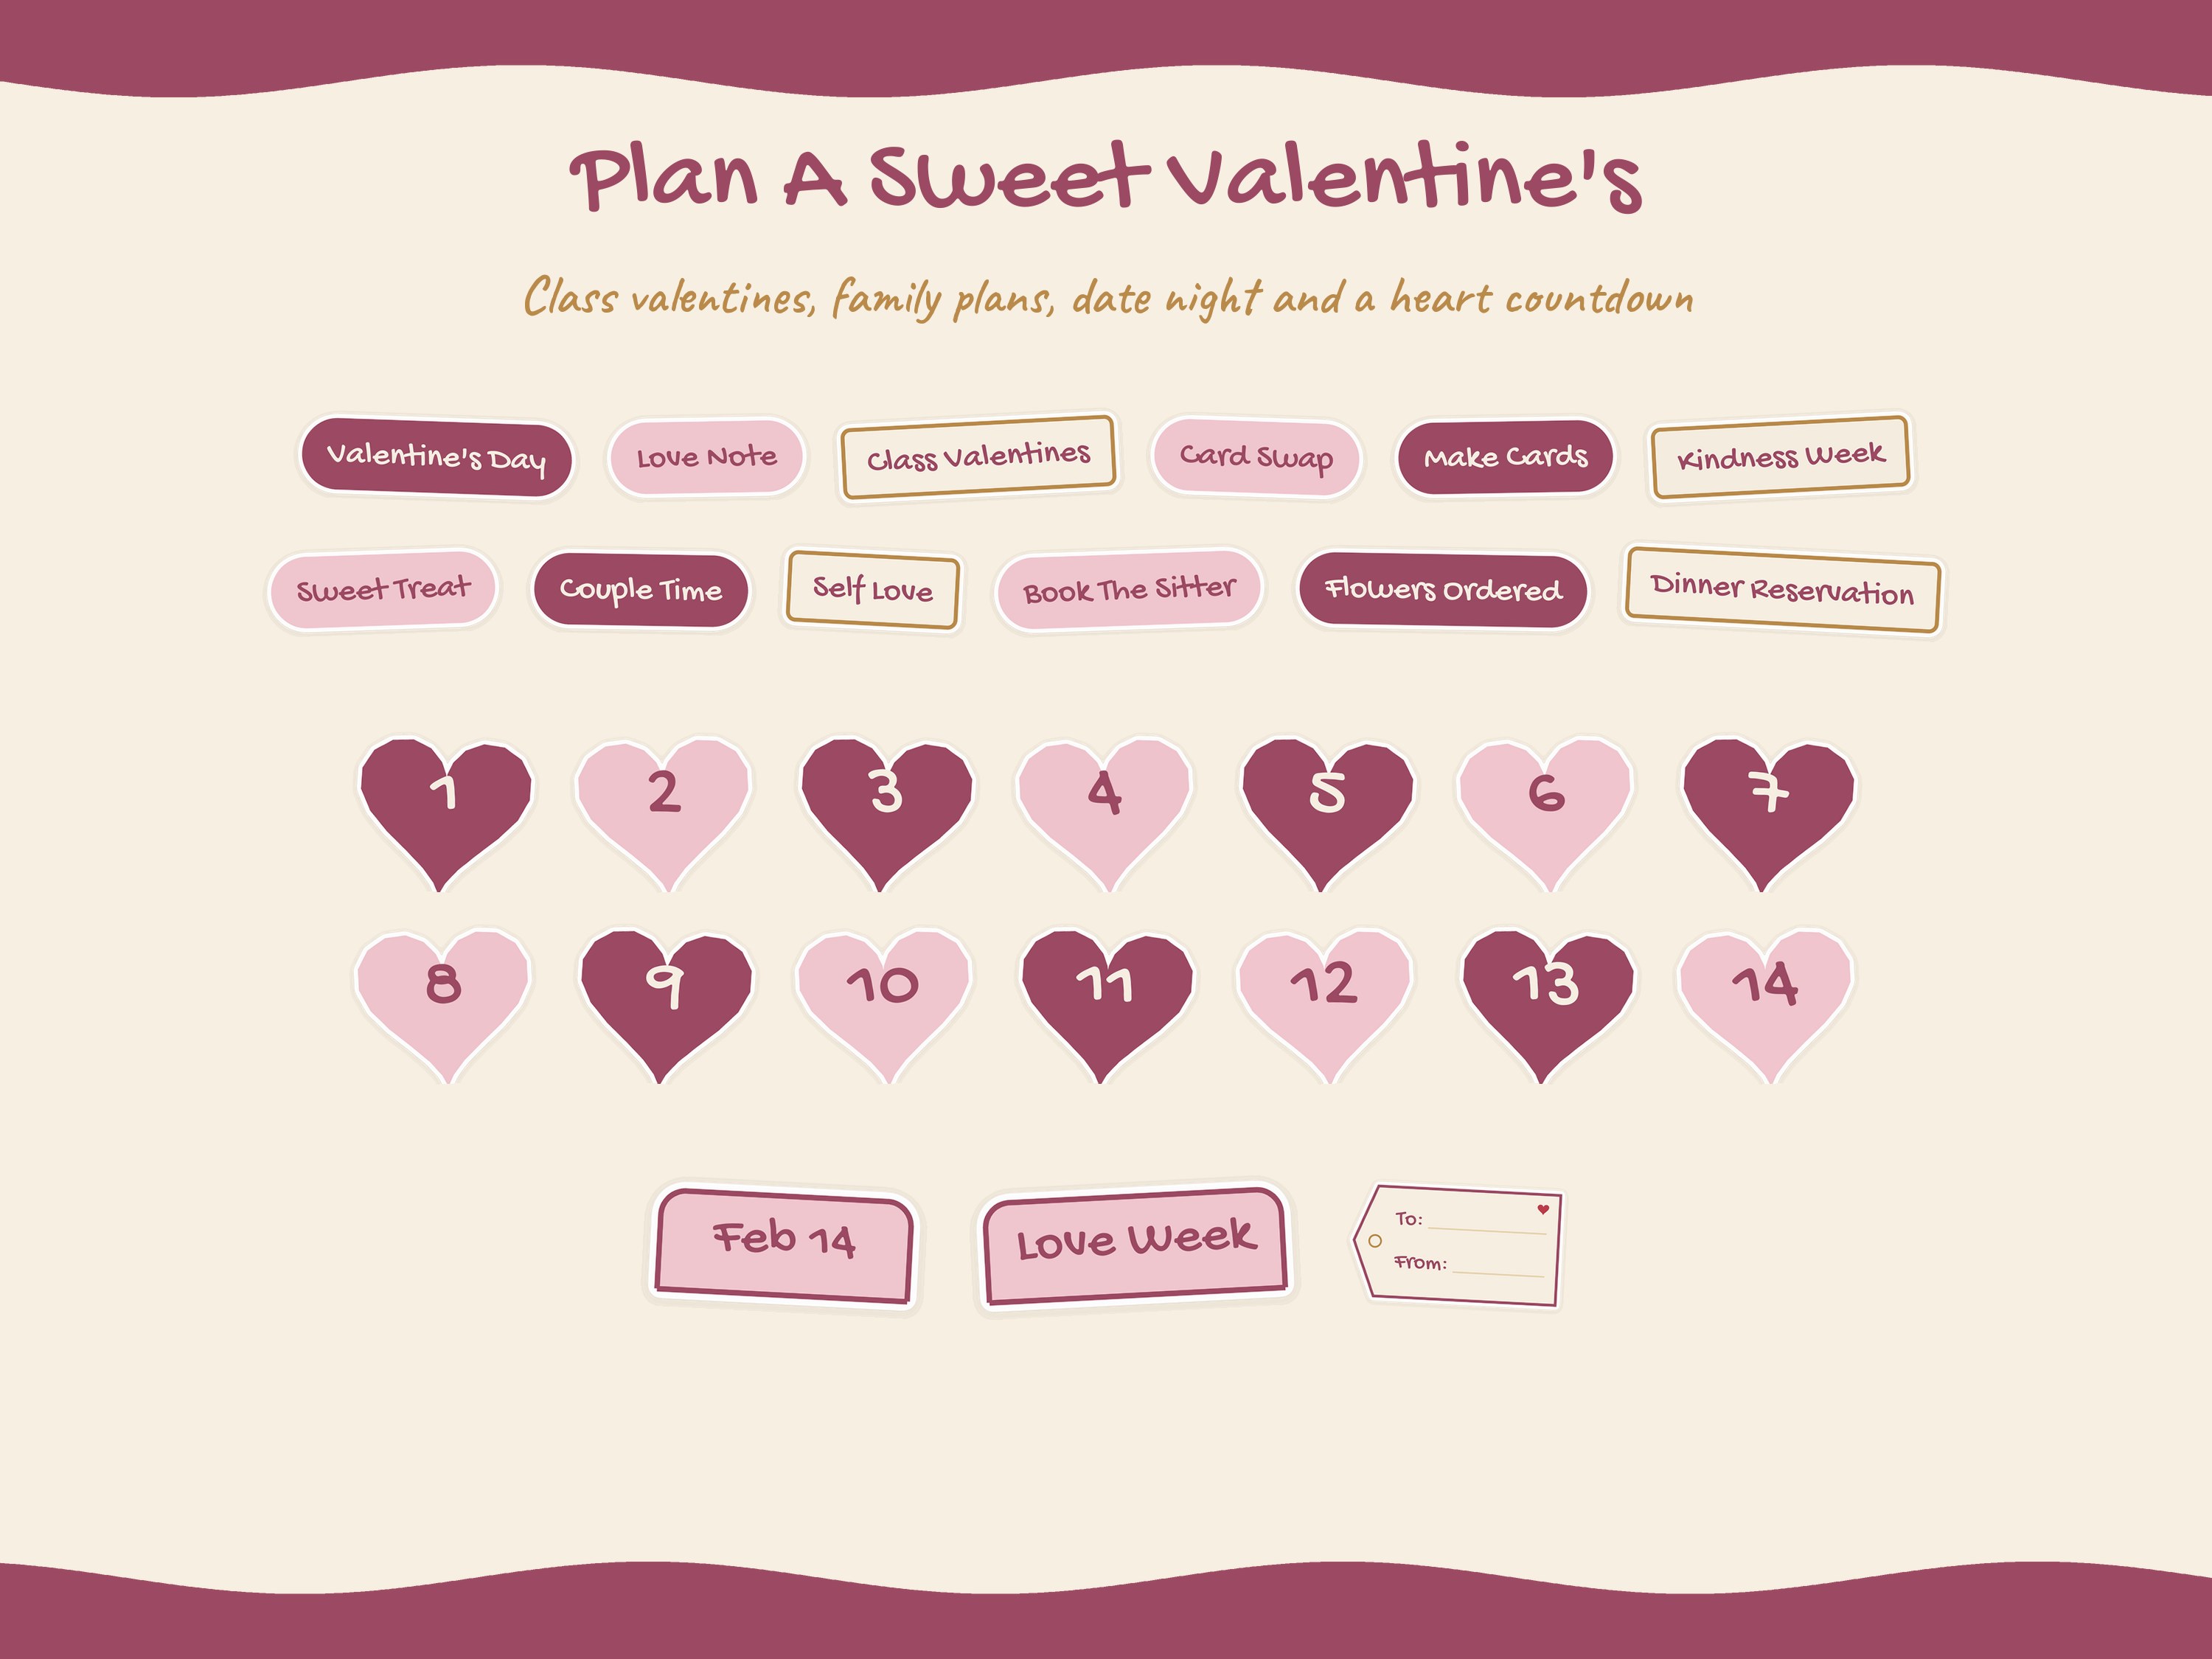 Plan A Sweet Valentine's
Class valentines, family plans, date night and a heart countdown
Valentine's Day Love Note Class Valentines Card Swap Make Cards Kindness Week
Sweet Treat Couple Time Self Love Book The Sitter Flowers Ordered Dinner Reservation
1 2 3 4 5 6 7
8 9 10 11 12 13 14
Feb 14 Love Week
To:
From: